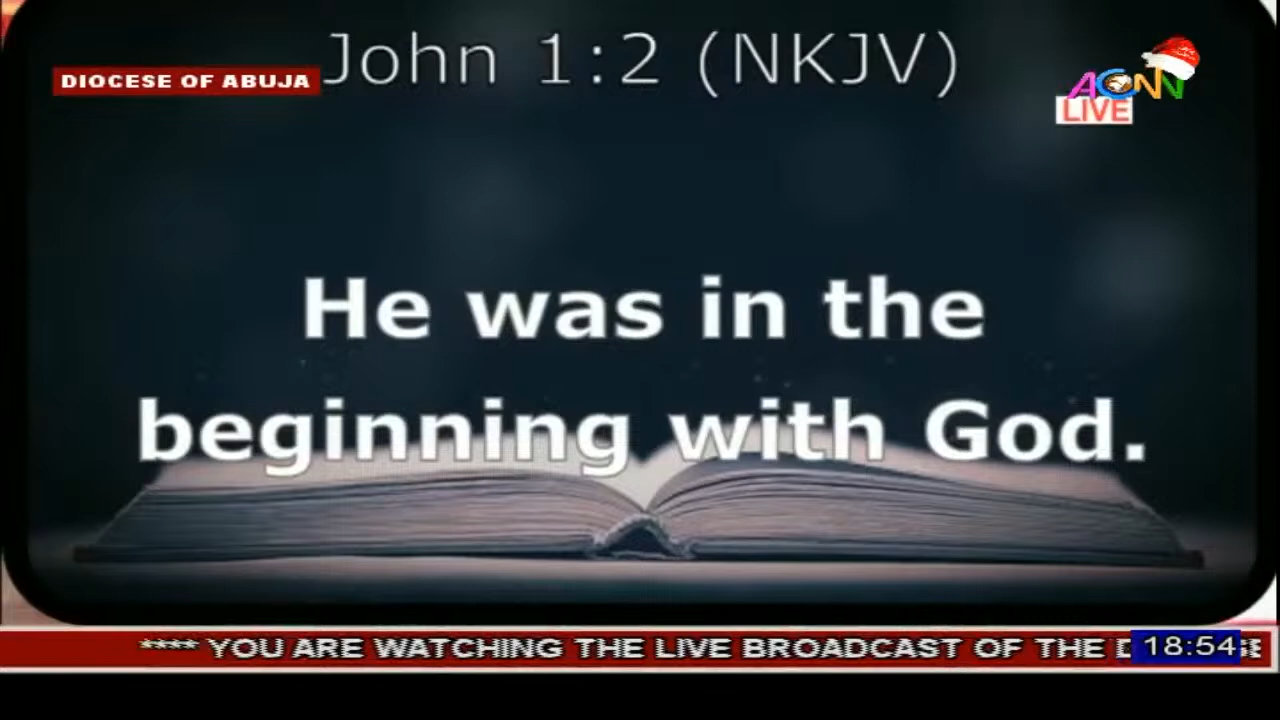 John 1:2 (NKJV)
DIOCESE OF ABUJA
ACNN
LIVE
He was in the
beginning with God.
**** YOU ARE WATCHING THE LIVE BROADCAST OF THE
18:54